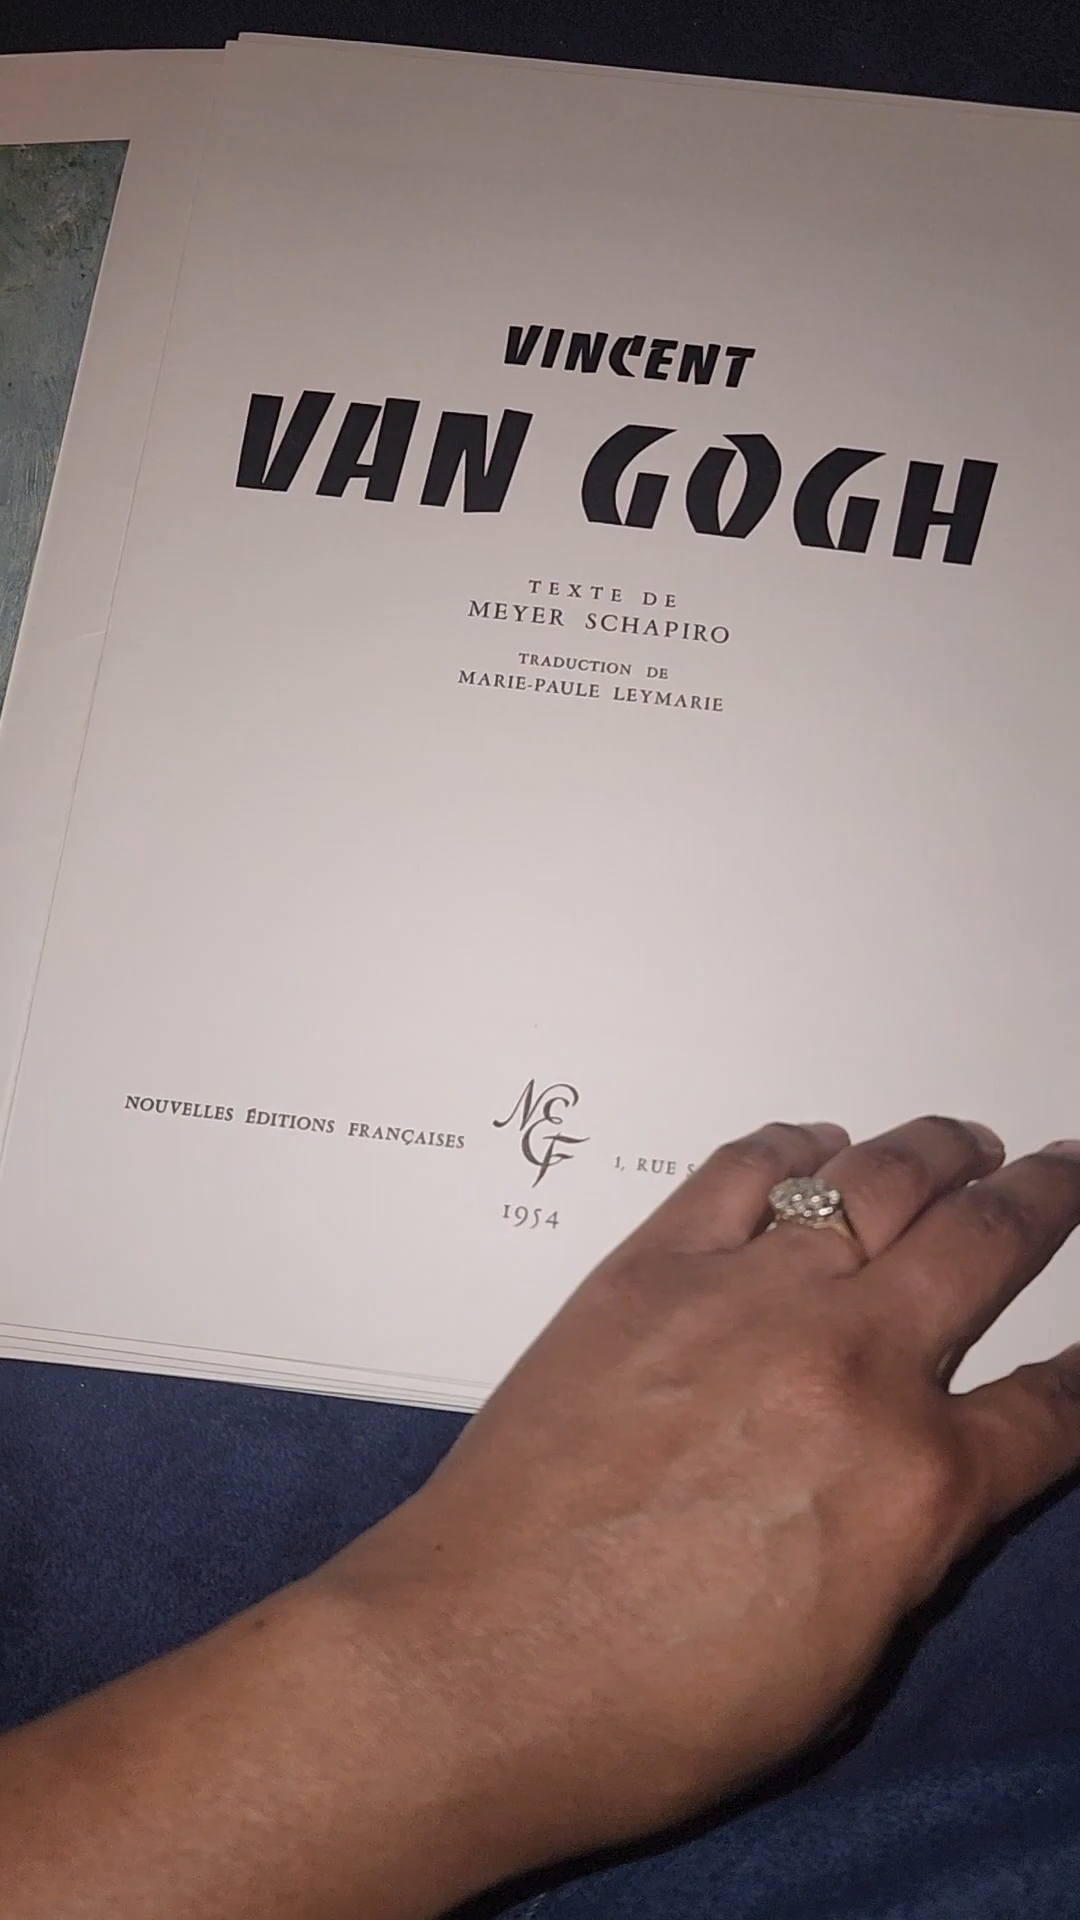 VINCENT
VAN GOGH
TEXTE DE
MEYER SCHAPIRO
TRADUCTION DE
MARIE-PAULE LEYMARIE
NOUVELLES ÉDITIONS FRANÇAISES
NEF
1, RUE
1954